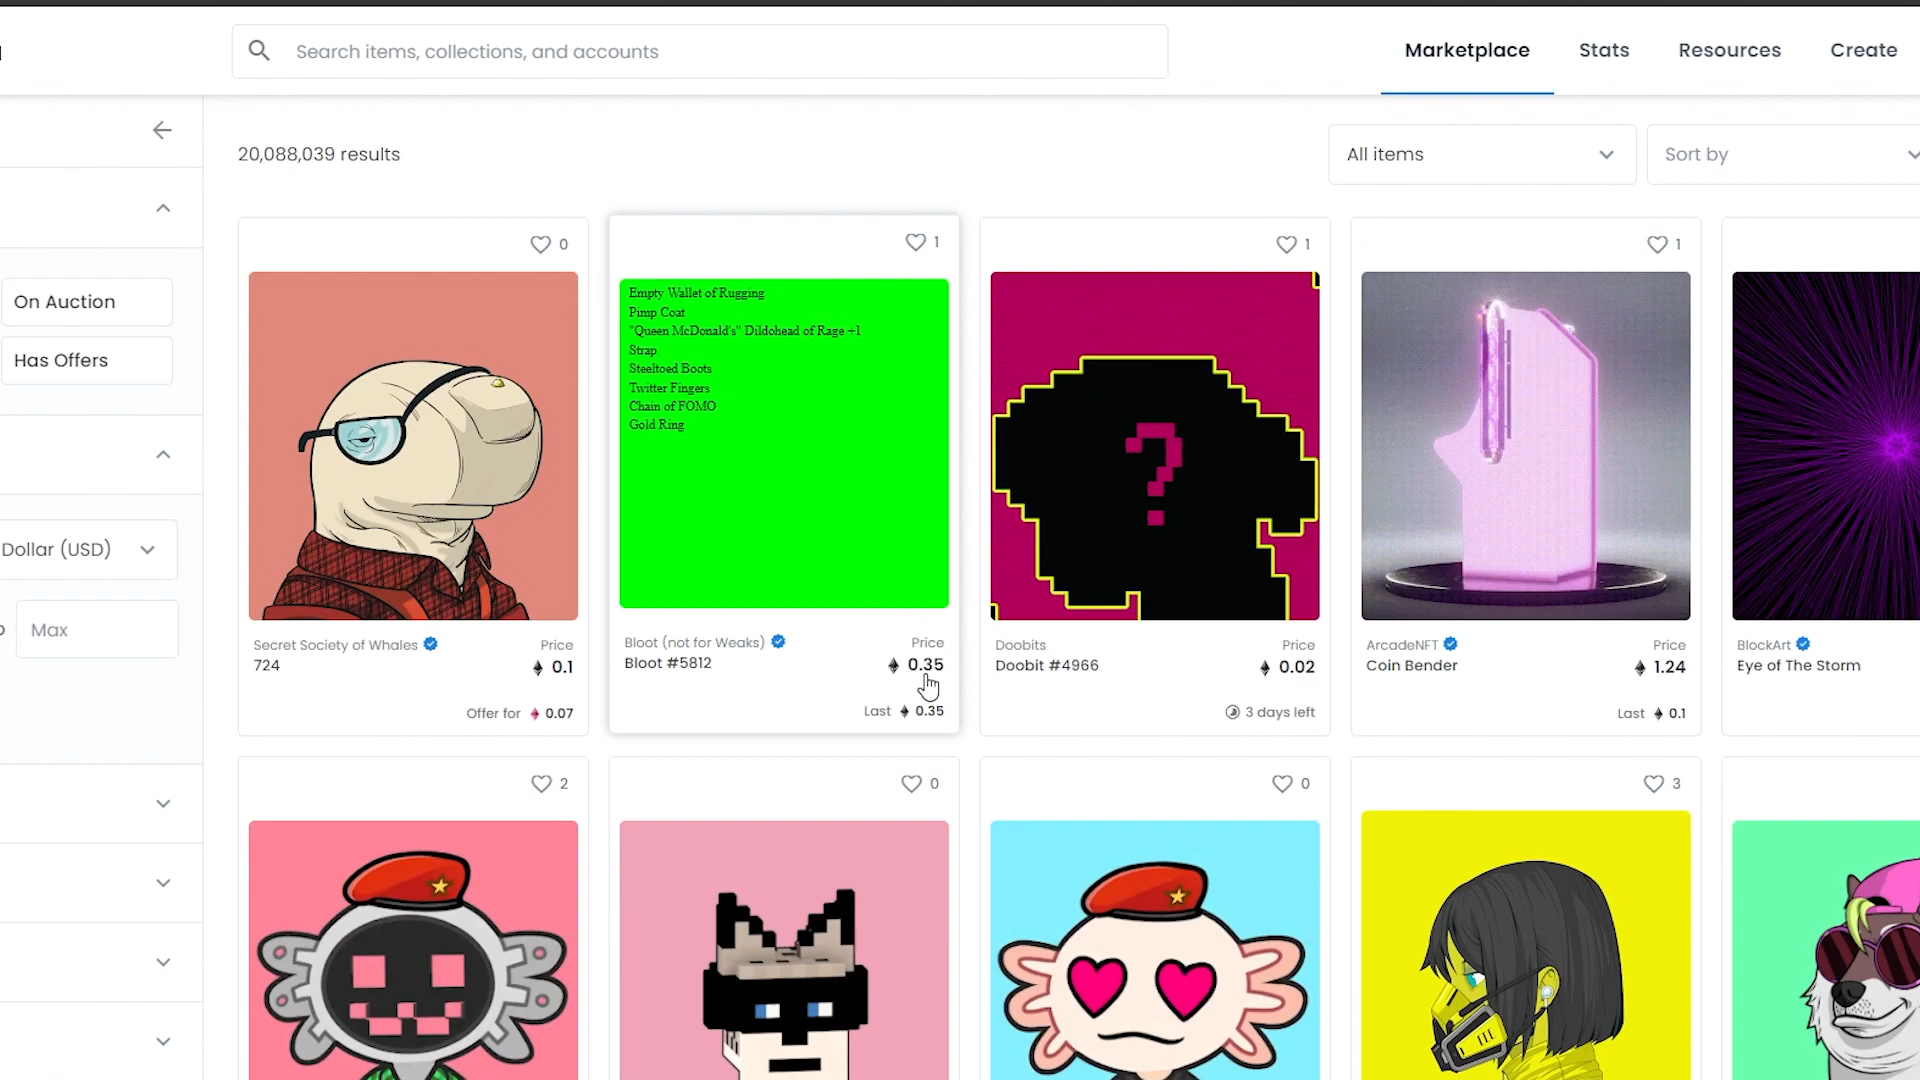 Search items, collections, and accounts
Marketplace
Stats
Resources
Create
20,088,039 results
All items
Sort by
On Auction
Has Offers
Dollar (USD)
Max
0
1
1
1
Empty Wallet of Rugging
Pimp Coat
"Queen McDonald's" Dildohead of Rage +1
Strap
Steeltoed Boots
Twitter Fingers
Chain of FOMO
Gold Ring
?
Secret Society of Whales
Price
724
0.1
Offer for 0.07
Bloot (not for Weaks)
Price
Bloot #5812
0.35
Last 0.35
Doobits
Price
Doobit #4966
0.02
3 days left
ArcadeNFT
Price
Coin Bender
1.24
Last 0.1
BlockArt
Eye of The Storm
2
0
0
3